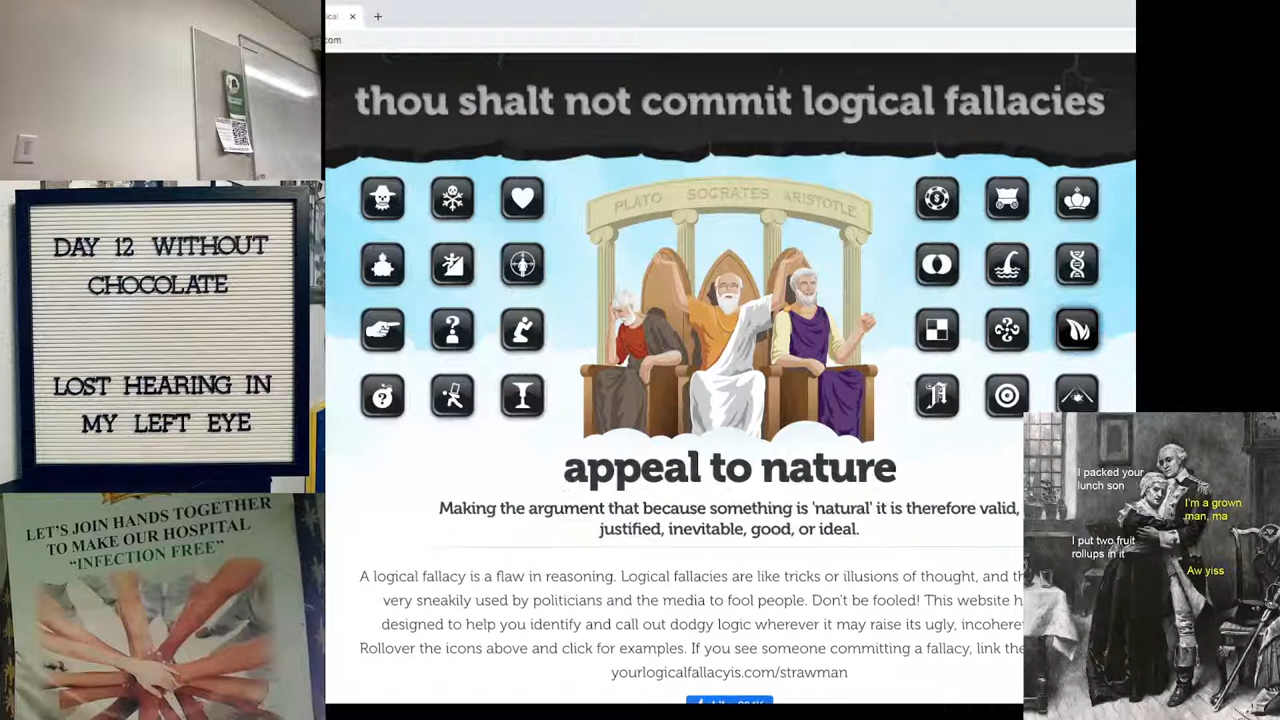 ical
com
thou shalt not commit logical fallacies
PLATO SOCRATES ARISTOTLE
appeal to nature
Making the argument that because something is 'natural' it is therefore valid,
justified, inevitable, good, or ideal.
A logical fallacy is a flaw in reasoning. Logical fallacies are like tricks or illusions of thought, and
very sneakily used by politicians and the media to fool people. Don't be fooled! This website
designed to help you identify and call out dodgy logic wherever it may raise its ugly,
Rollover the icons above and click for examples. If you see someone committing a fallacy, link
yourlogicalfallacyis.com/strawman
DAY 12 WITHOUT
CHOCOLATE
LOST HEARING IN
MY LEFT EYE
LET'S JOIN HANDS TOGETHER
TO MAKE OUR HOSPITAL
"INFECTION FREE"
I packed your
lunch son
I'm a grown
man, ma
I put two fruit
rollups in it
Aw yiss